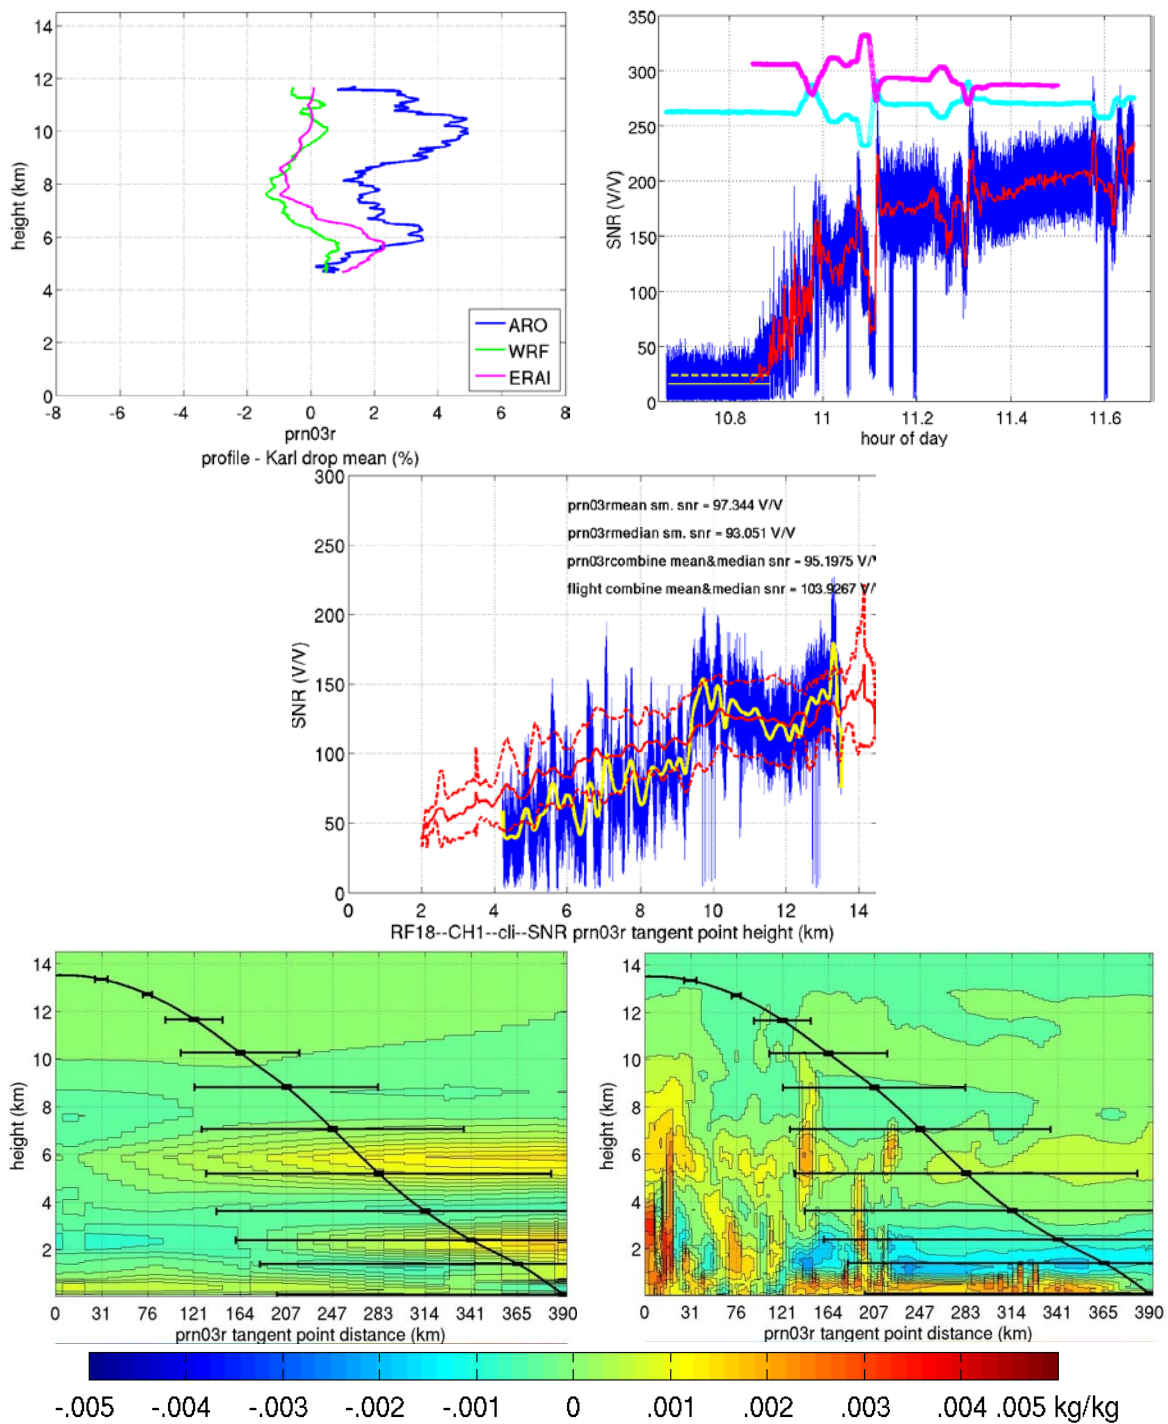 14
12
10
8
6
4
2
0
height (km)
-8 -6 -4 -2 0 2 4 6 8
prn03r
profile - Karl drop mean (%)
ARO
WRF
ERAI
350
300
250
200
150
100
50
0
SNR (V/V)
10.8 11 11.2 11.4 11.6
hour of day
300
250
200
150
100
50
0
SNR (V/V)
prn03rmean sm. snr = 97.344 V/V
prn03rmedian sm. snr = 93.051 V/V
prn03rcombine mean&median snr = 95.1975 V/V
flight combine mean&median snr = 103.9267 V/
0 2 4 6 8 10 12 14
RF18--CH1--cli--SNR prn03r tangent point height (km)
14
12
10
8
6
4
2
height (km)
0 31 76 121 164 207 247 283 314 341 365 390
prn03r tangent point distance (km)
14
12
10
8
6
4
2
height (km)
0 31 76 121 164 207 247 283 314 341 365 390
prn03r tangent point distance (km)
-.005 -.004 -.003 -.002 -.001 0 .001 .002 .003 .004 .005 kg/kg